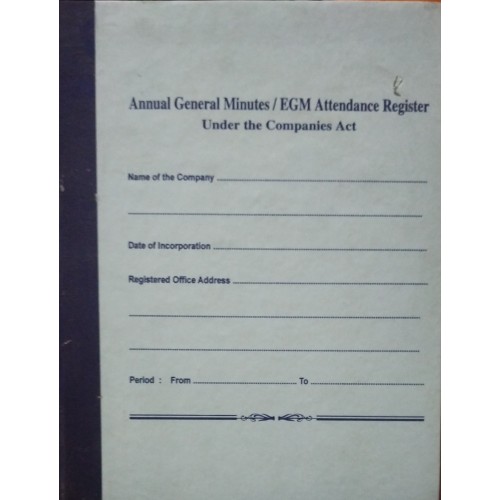 Annual General Minutes / EGM Attendance Register
Under the Companies Act
Name of the Company
Date of Incorporation
Registered Office Address
Period : From To